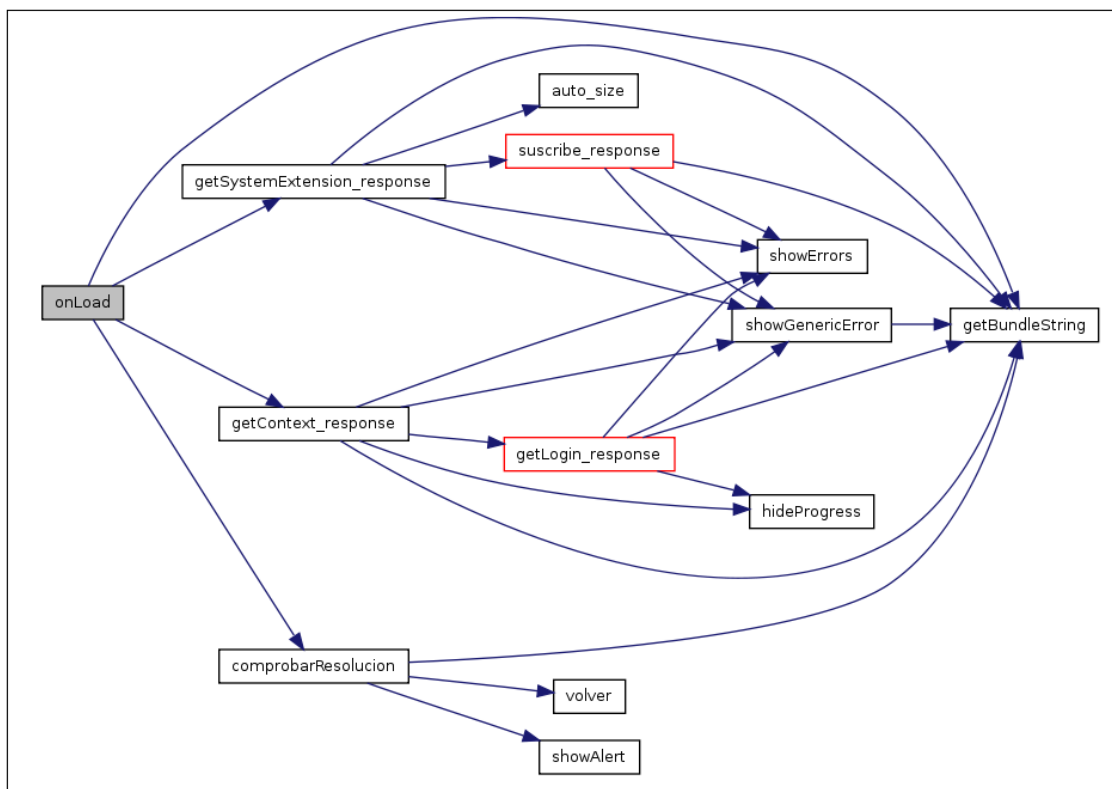 auto_size
suscribe_response
getSystemExtension_response
showErrors
onLoad
showGenericError
getBundleString
getContext_response
getLogin_response
hideProgress
comprobarResolucion
volver
showAlert